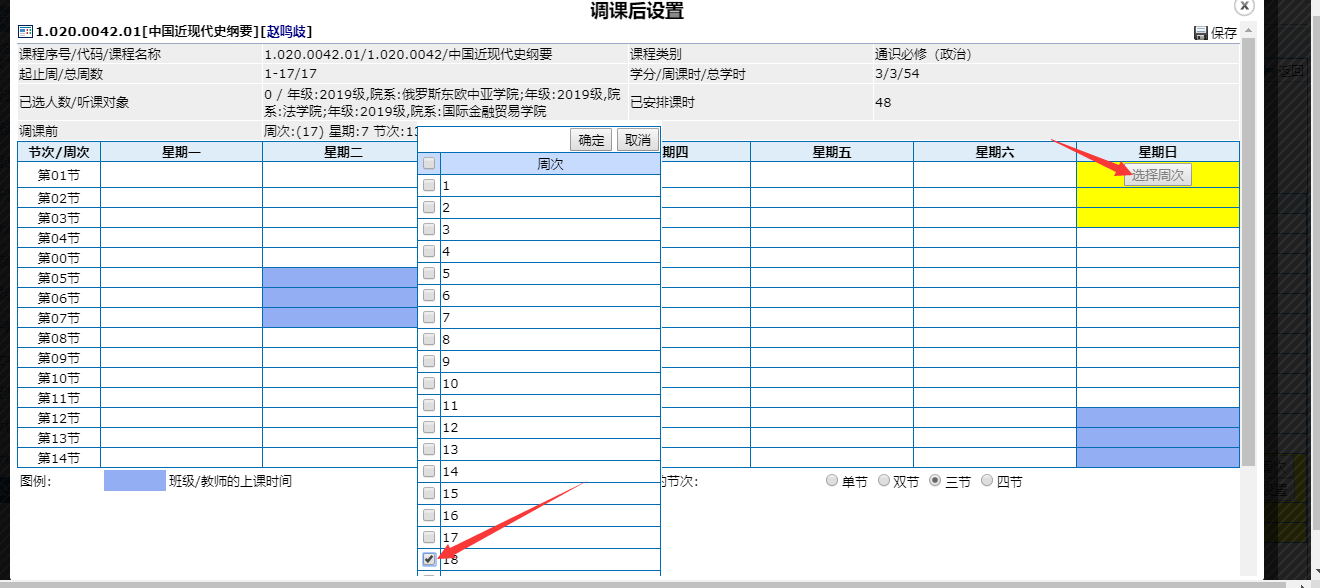 调课后设置
x
1.020.0042.01[中国近现代史纲要][赵鸣歧]
保存
课程序号/代码/课程名称 1.020.0042.01/1.020.0042/中国近现代史纲要 课程类别 通识必修（政治）
起止周/总周数 1-17/17 学分/周课时/总学时 3/3/54
已选人数/听课对象 0 / 年级:2019级,院系:俄罗斯东欧中亚学院;年级:2019级,院系:法学院;年级:2019级,院系:国际金融贸易学院 已安排课时 48
调课前 周次:(17) 星期:7 节次:
确定 取消
节次/周次 星期一 星期二 期四 星期五 星期六 星期日
周次
第01节 选择周次
第02节
第03节
第04节
第00节
第05节
第06节
第07节
第08节
第09节
第10节
第11节
第12节
第13节
第14节
1
2
3
4
5
6
7
8
9
10
11
12
13
14
15
16
17
18
图例: 班级/教师的上课时间 的节次: 单节 双节 三节 四节